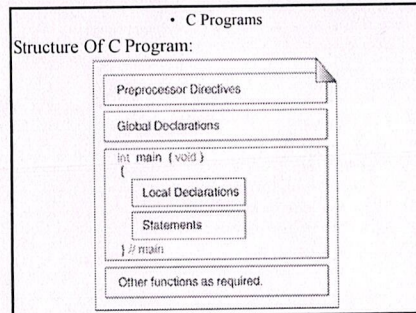 • C Programs
Structure Of C Program:
Preprocessor Directives
Global Declarations
int main (void)
{
Local Declarations
Statements
} // main
Other functions as required.